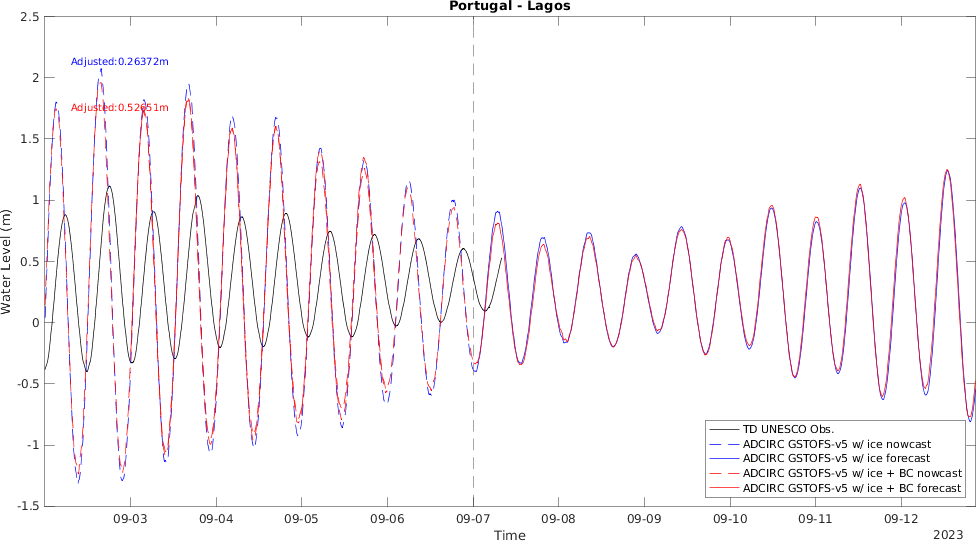 Portugal - Lagos
2.5
2
1.5
1
0.5
0
-0.5
-1
-1.5
Water Level (m)
Adjusted:0.26372m
Adjusted:0.52651m
TD UNESCO Obs.
ADCIRC GSTOFS-v5 w/ ice nowcast
ADCIRC GSTOFS-v5 w/ ice forecast
ADCIRC GSTOFS-v5 w/ ice + BC nowcast
ADCIRC GSTOFS-v5 w/ ice + BC forecast
09-03
09-04
09-05
09-06
09-07
09-08
09-09
09-10
09-11
09-12
Time
2023